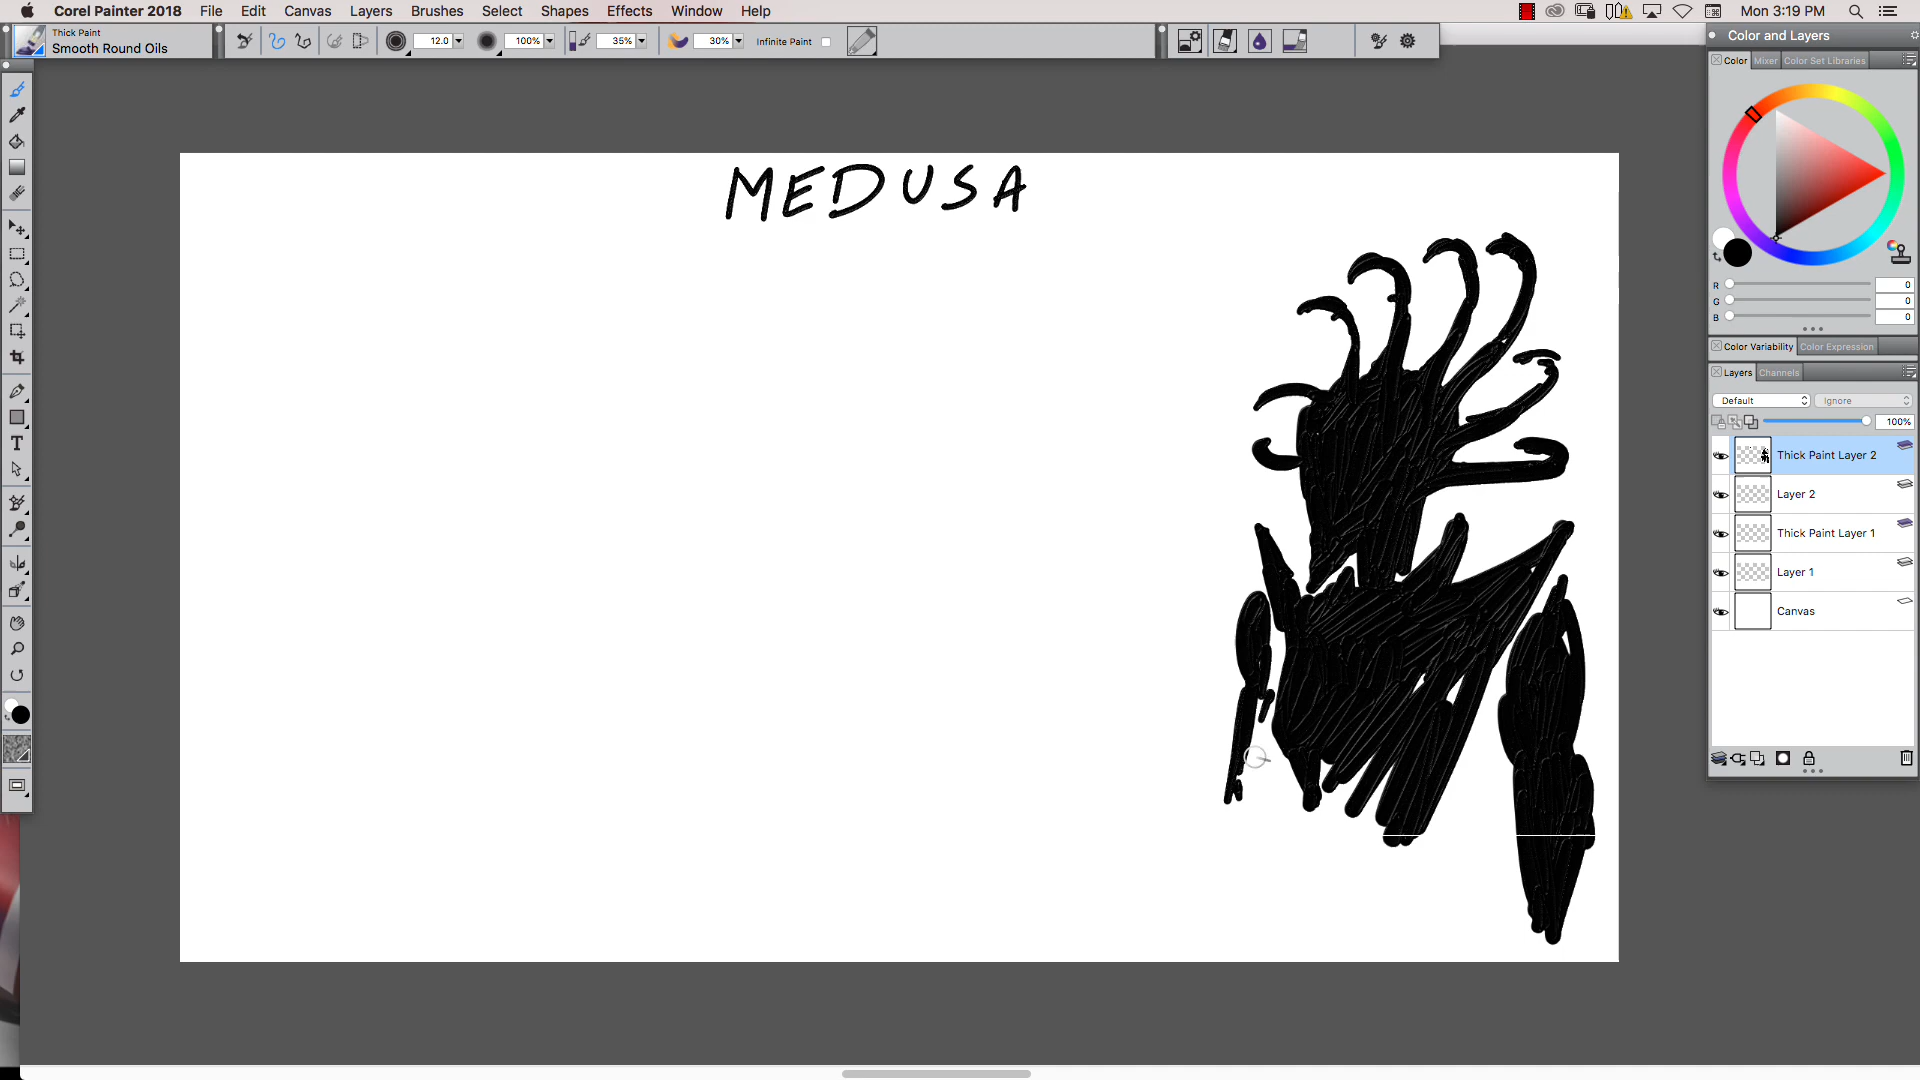 Corel Painter 2018 File Edit Canvas Layers Brushes Select Shapes Effects Window Help Mon 3:19 PM
Thick Paint
Smooth Round Oils
12.0 100% 35% 30% Infinite Paint
Color and Layers
Color Mixer Color Set Libraries
MEDUSA
R 0
G 0
B 0
Color Variability Color Expression
Layers Channels
Default Ignore
100%
Thick Paint Layer 2
Layer 2
Thick Paint Layer 1
Layer 1
Canvas
T